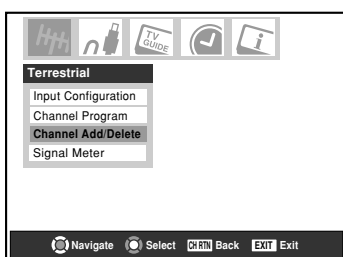 TV GUIDE
i
Terrestrial
Input Configuration
Channel Program
Channel Add/Delete
Signal Meter
Navigate Select CH RTN Back EXIT Exit